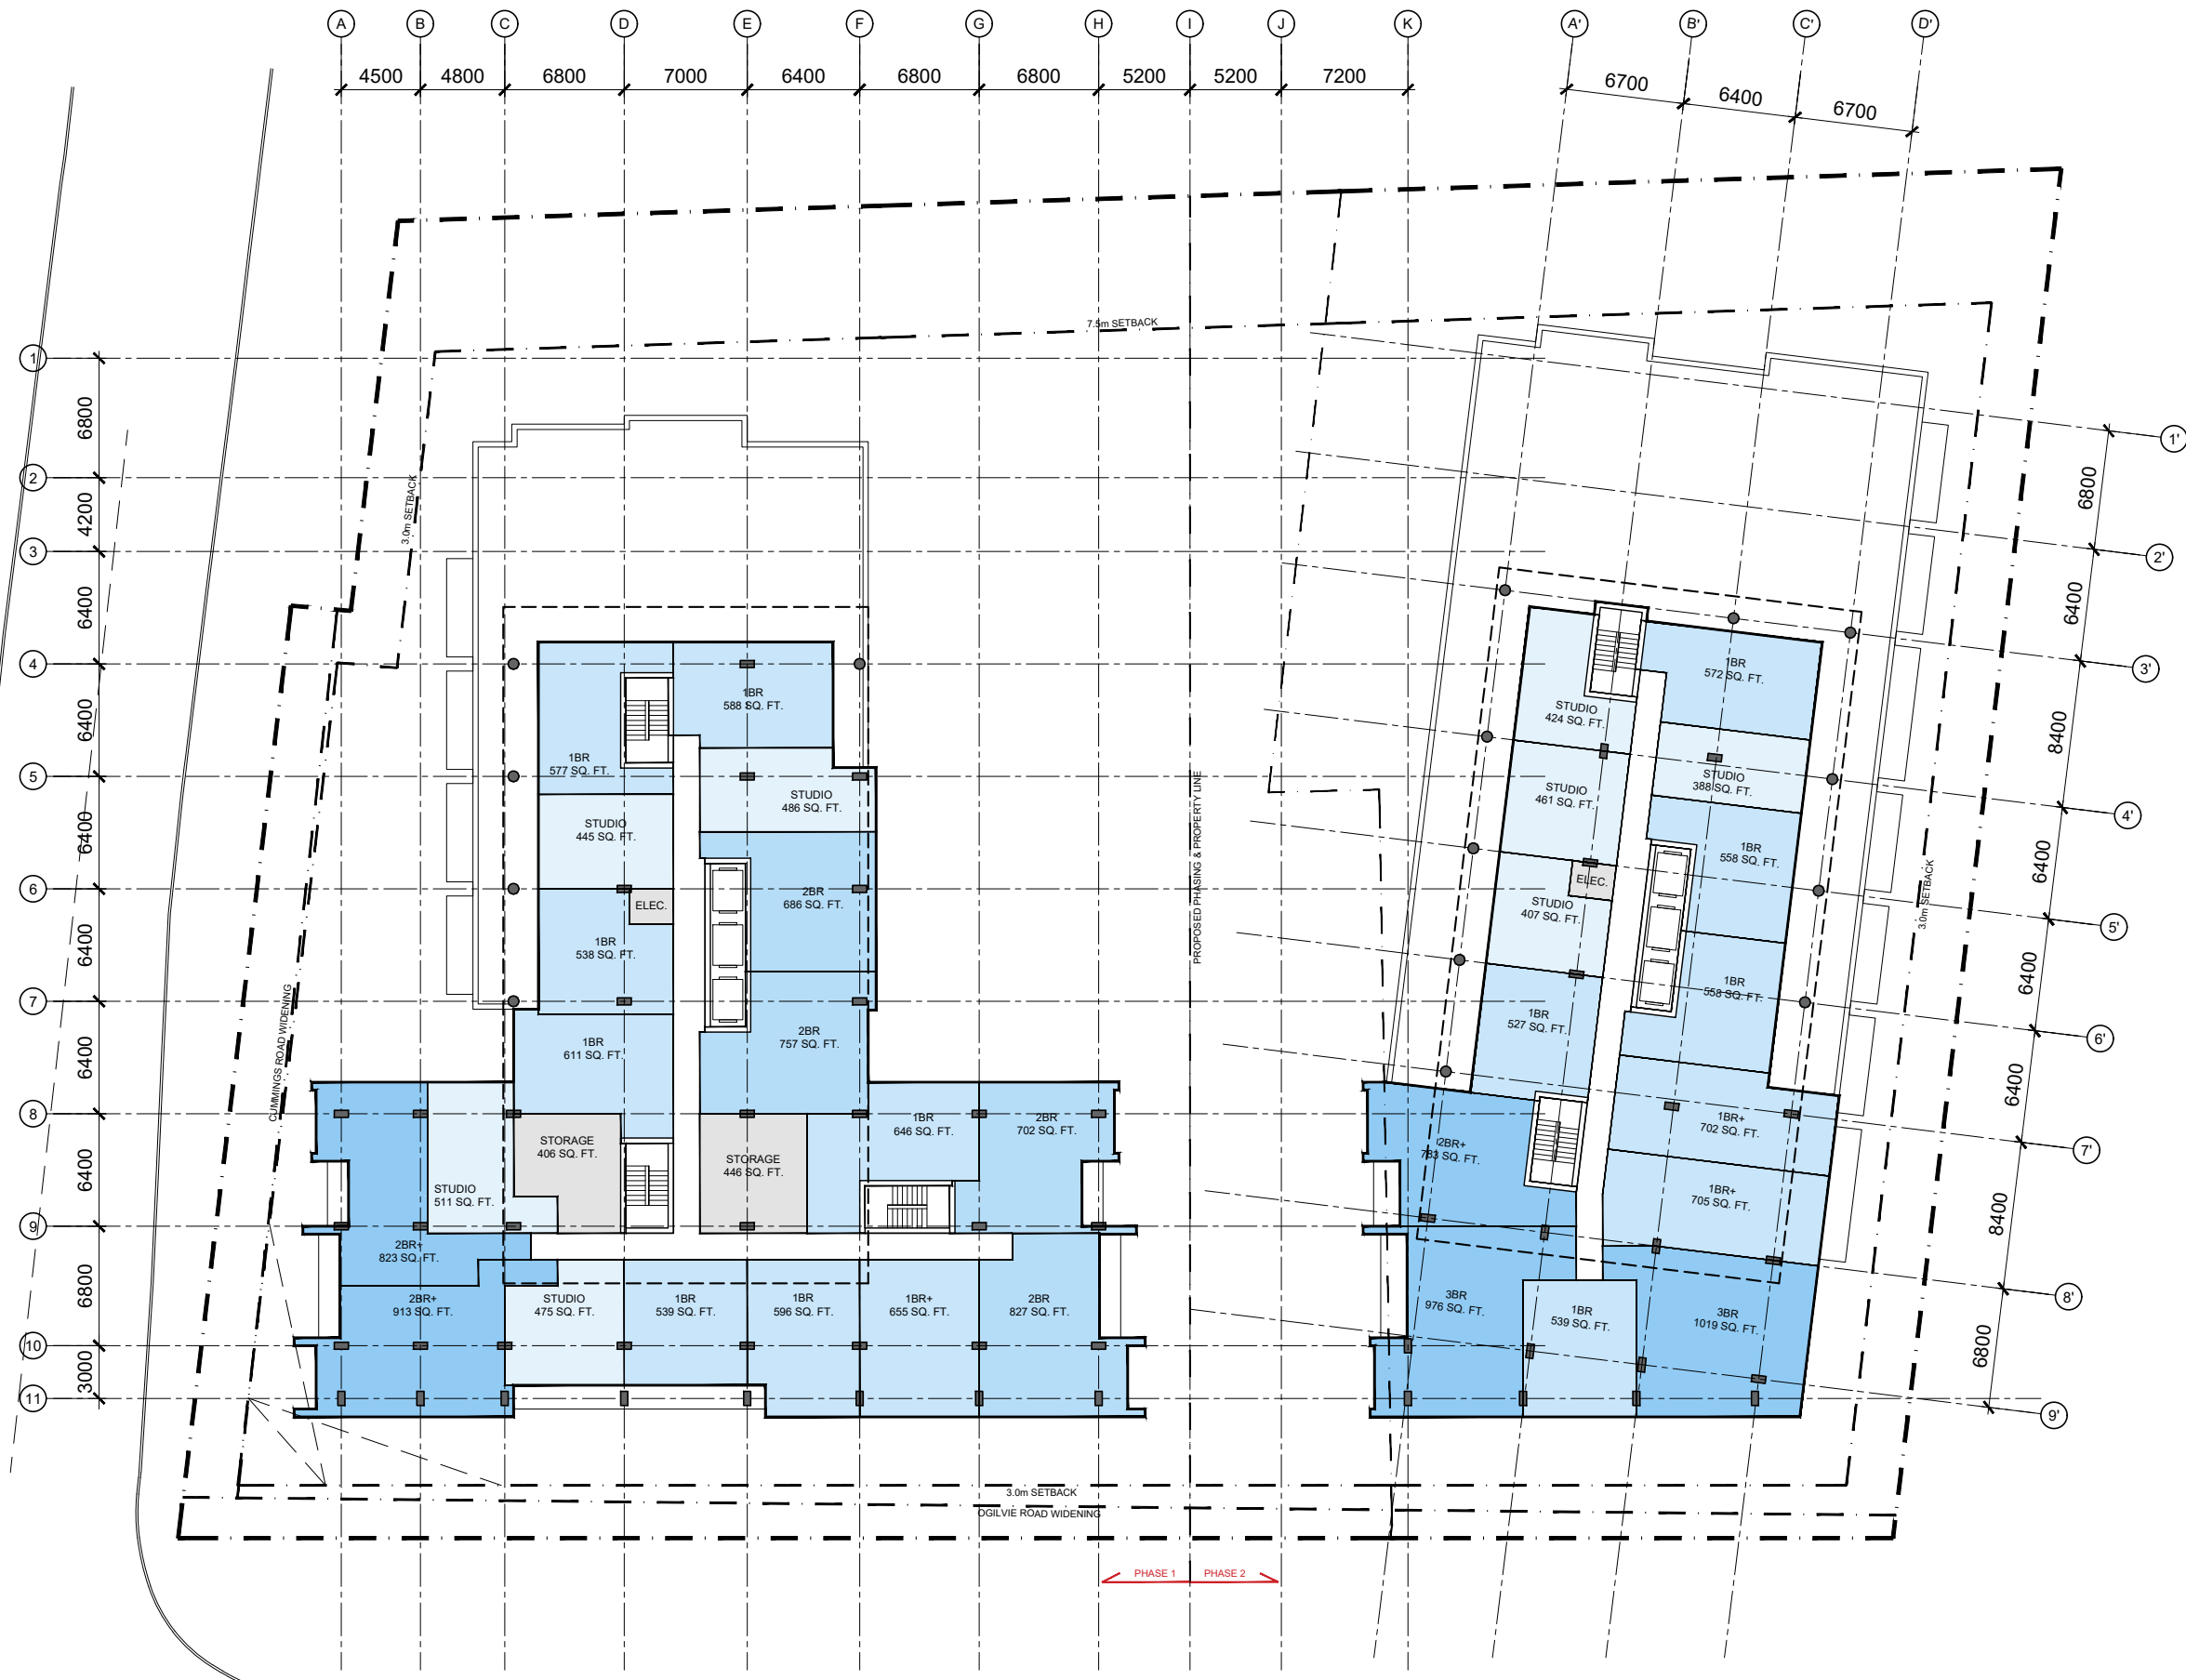 A B C D E F G H I J K A' B' C' D'
4500 4800 6800 7000 6400 6800 6800 5200 5200 7200
6700 6400 6700
7.5m SETBACK
3.0m SETBACK
3.0m SETBACK
CUMMINGS ROAD WIDENING
PROPOSED PHASING & PROPERTY LINE
1
2
3
4
5
6
7
8
9
10
11
6800
4200
6400
6400
6400
6400
6400
6400
6800
3000
1'
2'
3'
4'
5'
6'
7'
8'
9'
6800
6400
8400
6400
6400
6400
8400
6800
1BR
588 SQ. FT.
1BR
577 SQ. FT.
STUDIO
486 SQ. FT.
STUDIO
445 SQ. FT.
2BR
686 SQ. FT.
ELEC.
1BR
538 SQ. FT.
2BR
757 SQ. FT.
1BR
611 SQ. FT.
1BR
646 SQ. FT.
2BR
702 SQ. FT.
STORAGE
406 SQ. FT.
STORAGE
446 SQ. FT.
STUDIO
511 SQ. FT.
2BR+
823 SQ. FT.
2BR+
913 SQ. FT.
STUDIO
475 SQ. FT.
1BR
539 SQ. FT.
1BR
596 SQ. FT.
1BR+
655 SQ. FT.
2BR
827 SQ. FT.
1BR
572 SQ. FT.
STUDIO
424 SQ. FT.
STUDIO
388 SQ. FT.
STUDIO
461 SQ. FT.
1BR
558 SQ. FT.
ELEC.
STUDIO
407 SQ. FT.
1BR
558 SQ. FT.
1BR
527 SQ. FT.
1BR+
702 SQ. FT.
2BR+
783 SQ. FT.
1BR+
705 SQ. FT.
3BR
976 SQ. FT.
1BR
539 SQ. FT.
3BR
1019 SQ. FT.
3.0m SETBACK
OGILVIE ROAD WIDENING
PHASE 1 PHASE 2